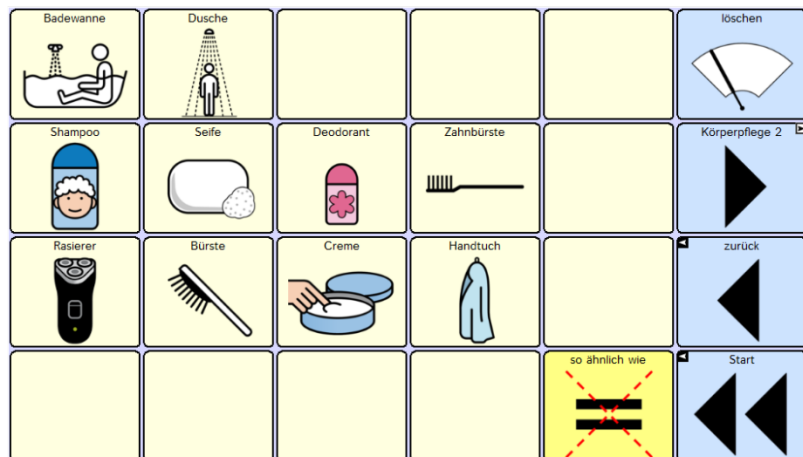 Badewanne
Dusche
löschen
Shampoo
Seife
Deodorant
Zahnbürste
Körperpflege 2
Rasierer
Bürste
Creme
Handtuch
zurück
so ähnlich wie
Start